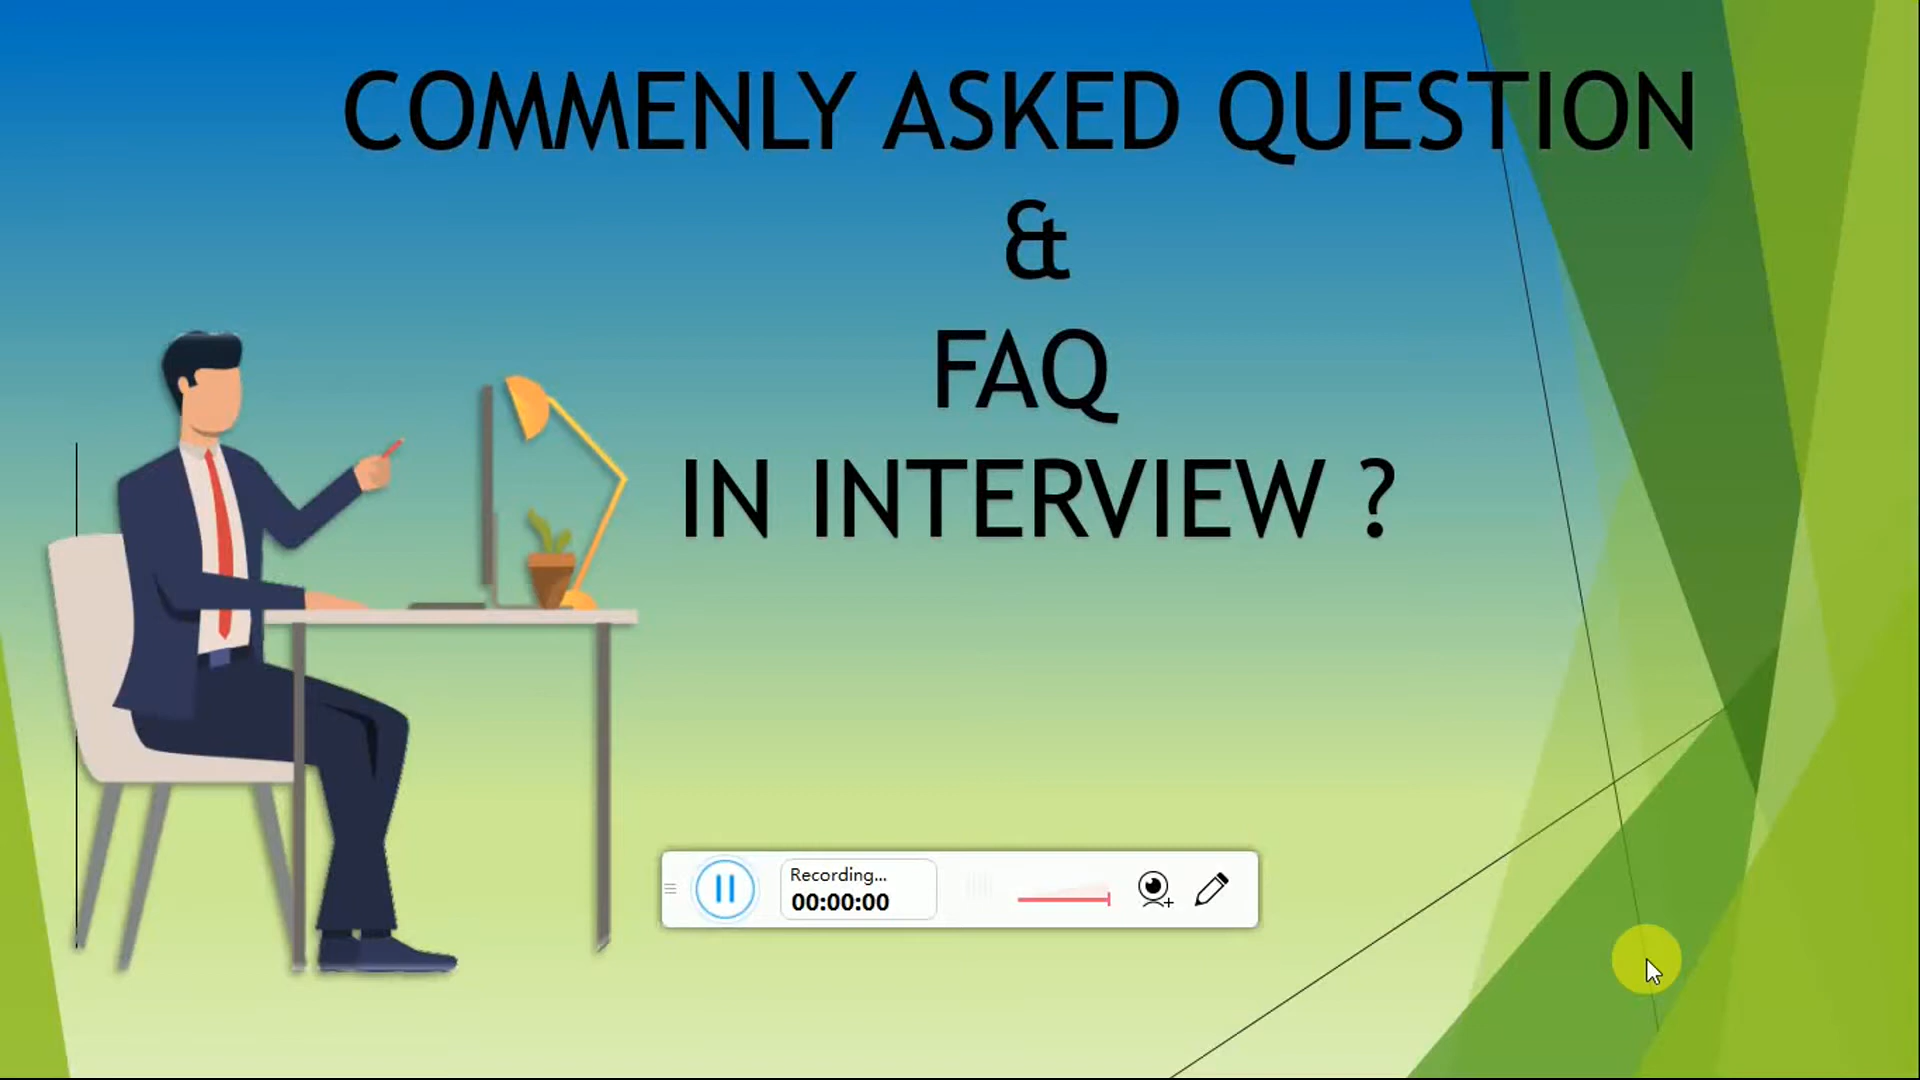 COMMENLY ASKED QUESTION
&
FAQ
IN INTERVIEW ?
Recording...
00:00:00